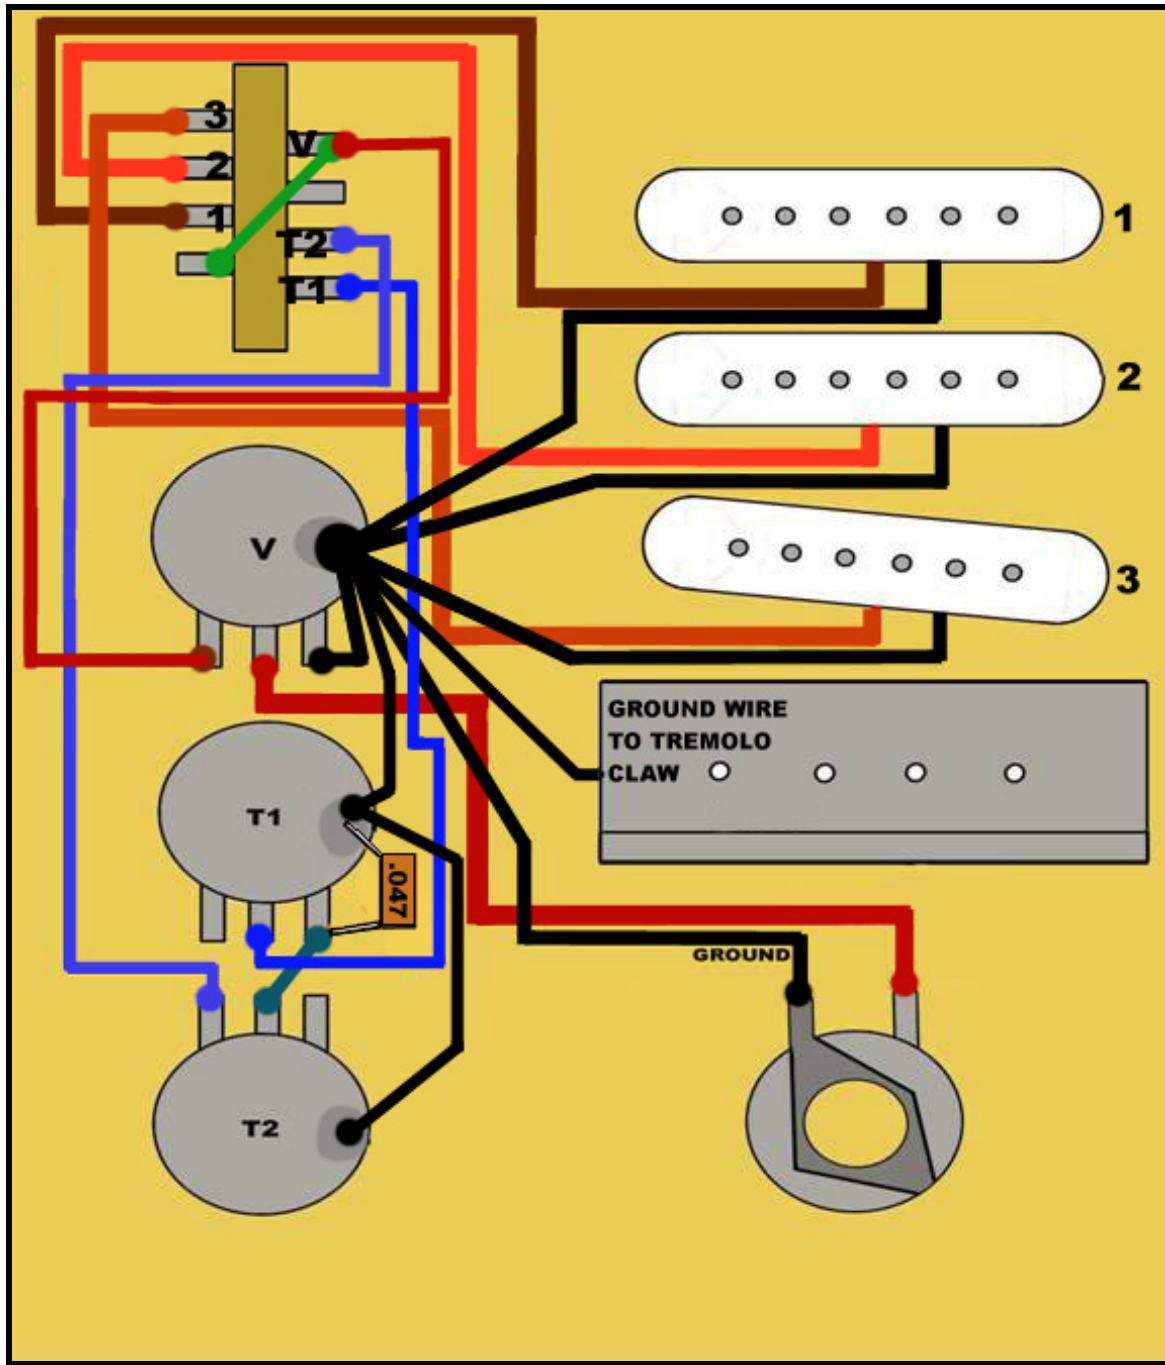 3
V
2
1
T2
T1
1
2
3
V
GROUND WIRE
TO TREMOLO
CLAW
T1
.047
GROUND
T2